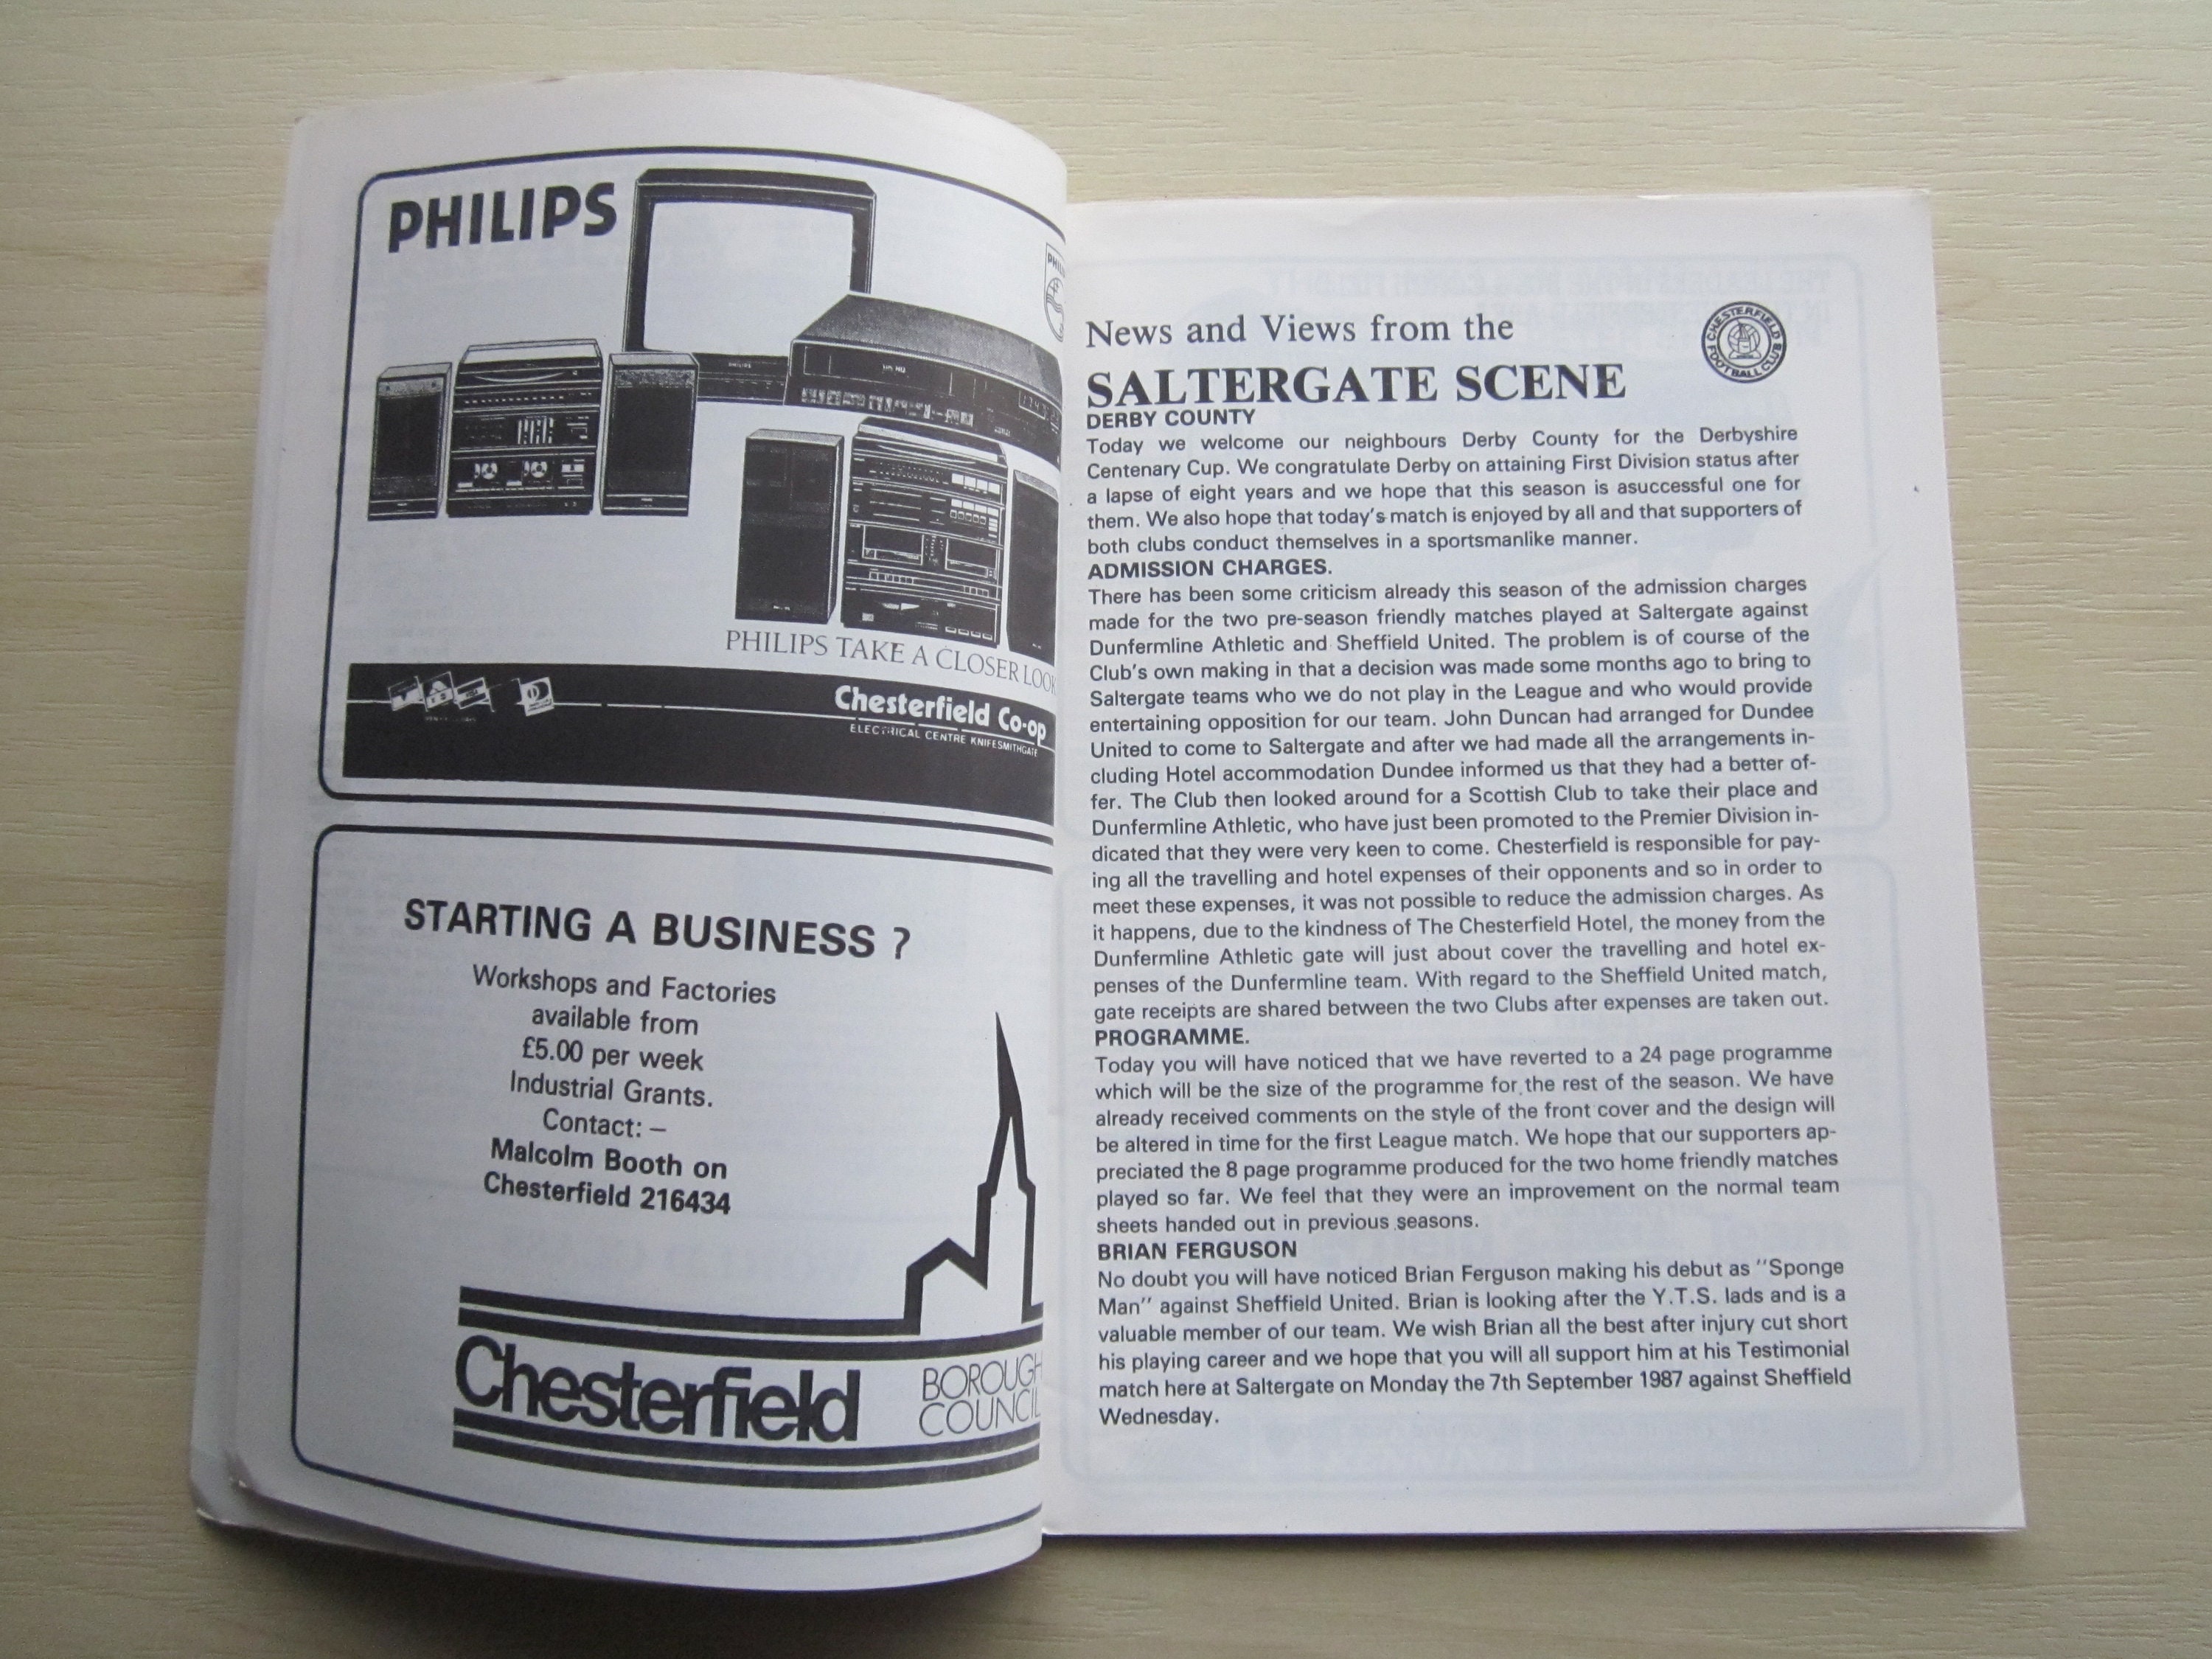 PHILIPS
PHILIPS TAKE A CLOSER LOOK
Chesterfield Co-op
ELECTRICAL CENTRE KNIFESMITHGATE
STARTING A BUSINESS ?
Workshops and Factories
available from
£5.00 per week
Industrial Grants.
Contact: –
Malcolm Booth on
Chesterfield 216434
Chesterfield
BOROUGH
COUNCIL
News and Views from the
SALTERGATE SCENE
CHESTERFIELD FOOTBALL CLUB
DERBY COUNTY
Today we welcome our neighbours Derby County for the Derbyshire
Centenary Cup. We congratulate Derby on attaining First Division status after
a lapse of eight years and we hope that this season is asuccessful one for
them. We also hope that today's match is enjoyed by all and that supporters of
both clubs conduct themselves in a sportsmanlike manner.
ADMISSION CHARGES.
There has been some criticism already this season of the admission charges
made for the two pre-season friendly matches played at Saltergate against
Dunfermline Athletic and Sheffield United. The problem is of course of the
Club's own making in that a decision was made some months ago to bring to
Saltergate teams who we do not play in the League and who would provide
entertaining opposition for our team. John Duncan had arranged for Dundee
United to come to Saltergate and after we had made all the arrangements in-
cluding Hotel accommodation Dundee informed us that they had a better of-
fer. The Club then looked around for a Scottish Club to take their place and
Dunfermline Athletic, who have just been promoted to the Premier Division in-
dicated that they were very keen to come. Chesterfield is responsible for pay-
ing all the travelling and hotel expenses of their opponents and so in order to
meet these expenses, it was not possible to reduce the admission charges. As
it happens, due to the kindness of The Chesterfield Hotel, the money from the
Dunfermline Athletic gate will just about cover the travelling and hotel ex-
penses of the Dunfermline team. With regard to the Sheffield United match,
gate receipts are shared between the two Clubs after expenses are taken out.
PROGRAMME.
Today you will have noticed that we have reverted to a 24 page programme
which will be the size of the programme for the rest of the season. We have
already received comments on the style of the front cover and the design will
be altered in time for the first League match. We hope that our supporters ap-
preciated the 8 page programme produced for the two home friendly matches
played so far. We feel that they were an improvement on the normal team
sheets handed out in previous seasons.
BRIAN FERGUSON
No doubt you will have noticed Brian Ferguson making his debut as "Sponge
Man" against Sheffield United. Brian is looking after the Y.T.S. lads and is a
valuable member of our team. We wish Brian all the best after injury cut short
his playing career and we hope that you will all support him at his Testimonial
match here at Saltergate on Monday the 7th September 1987 against Sheffield
Wednesday.